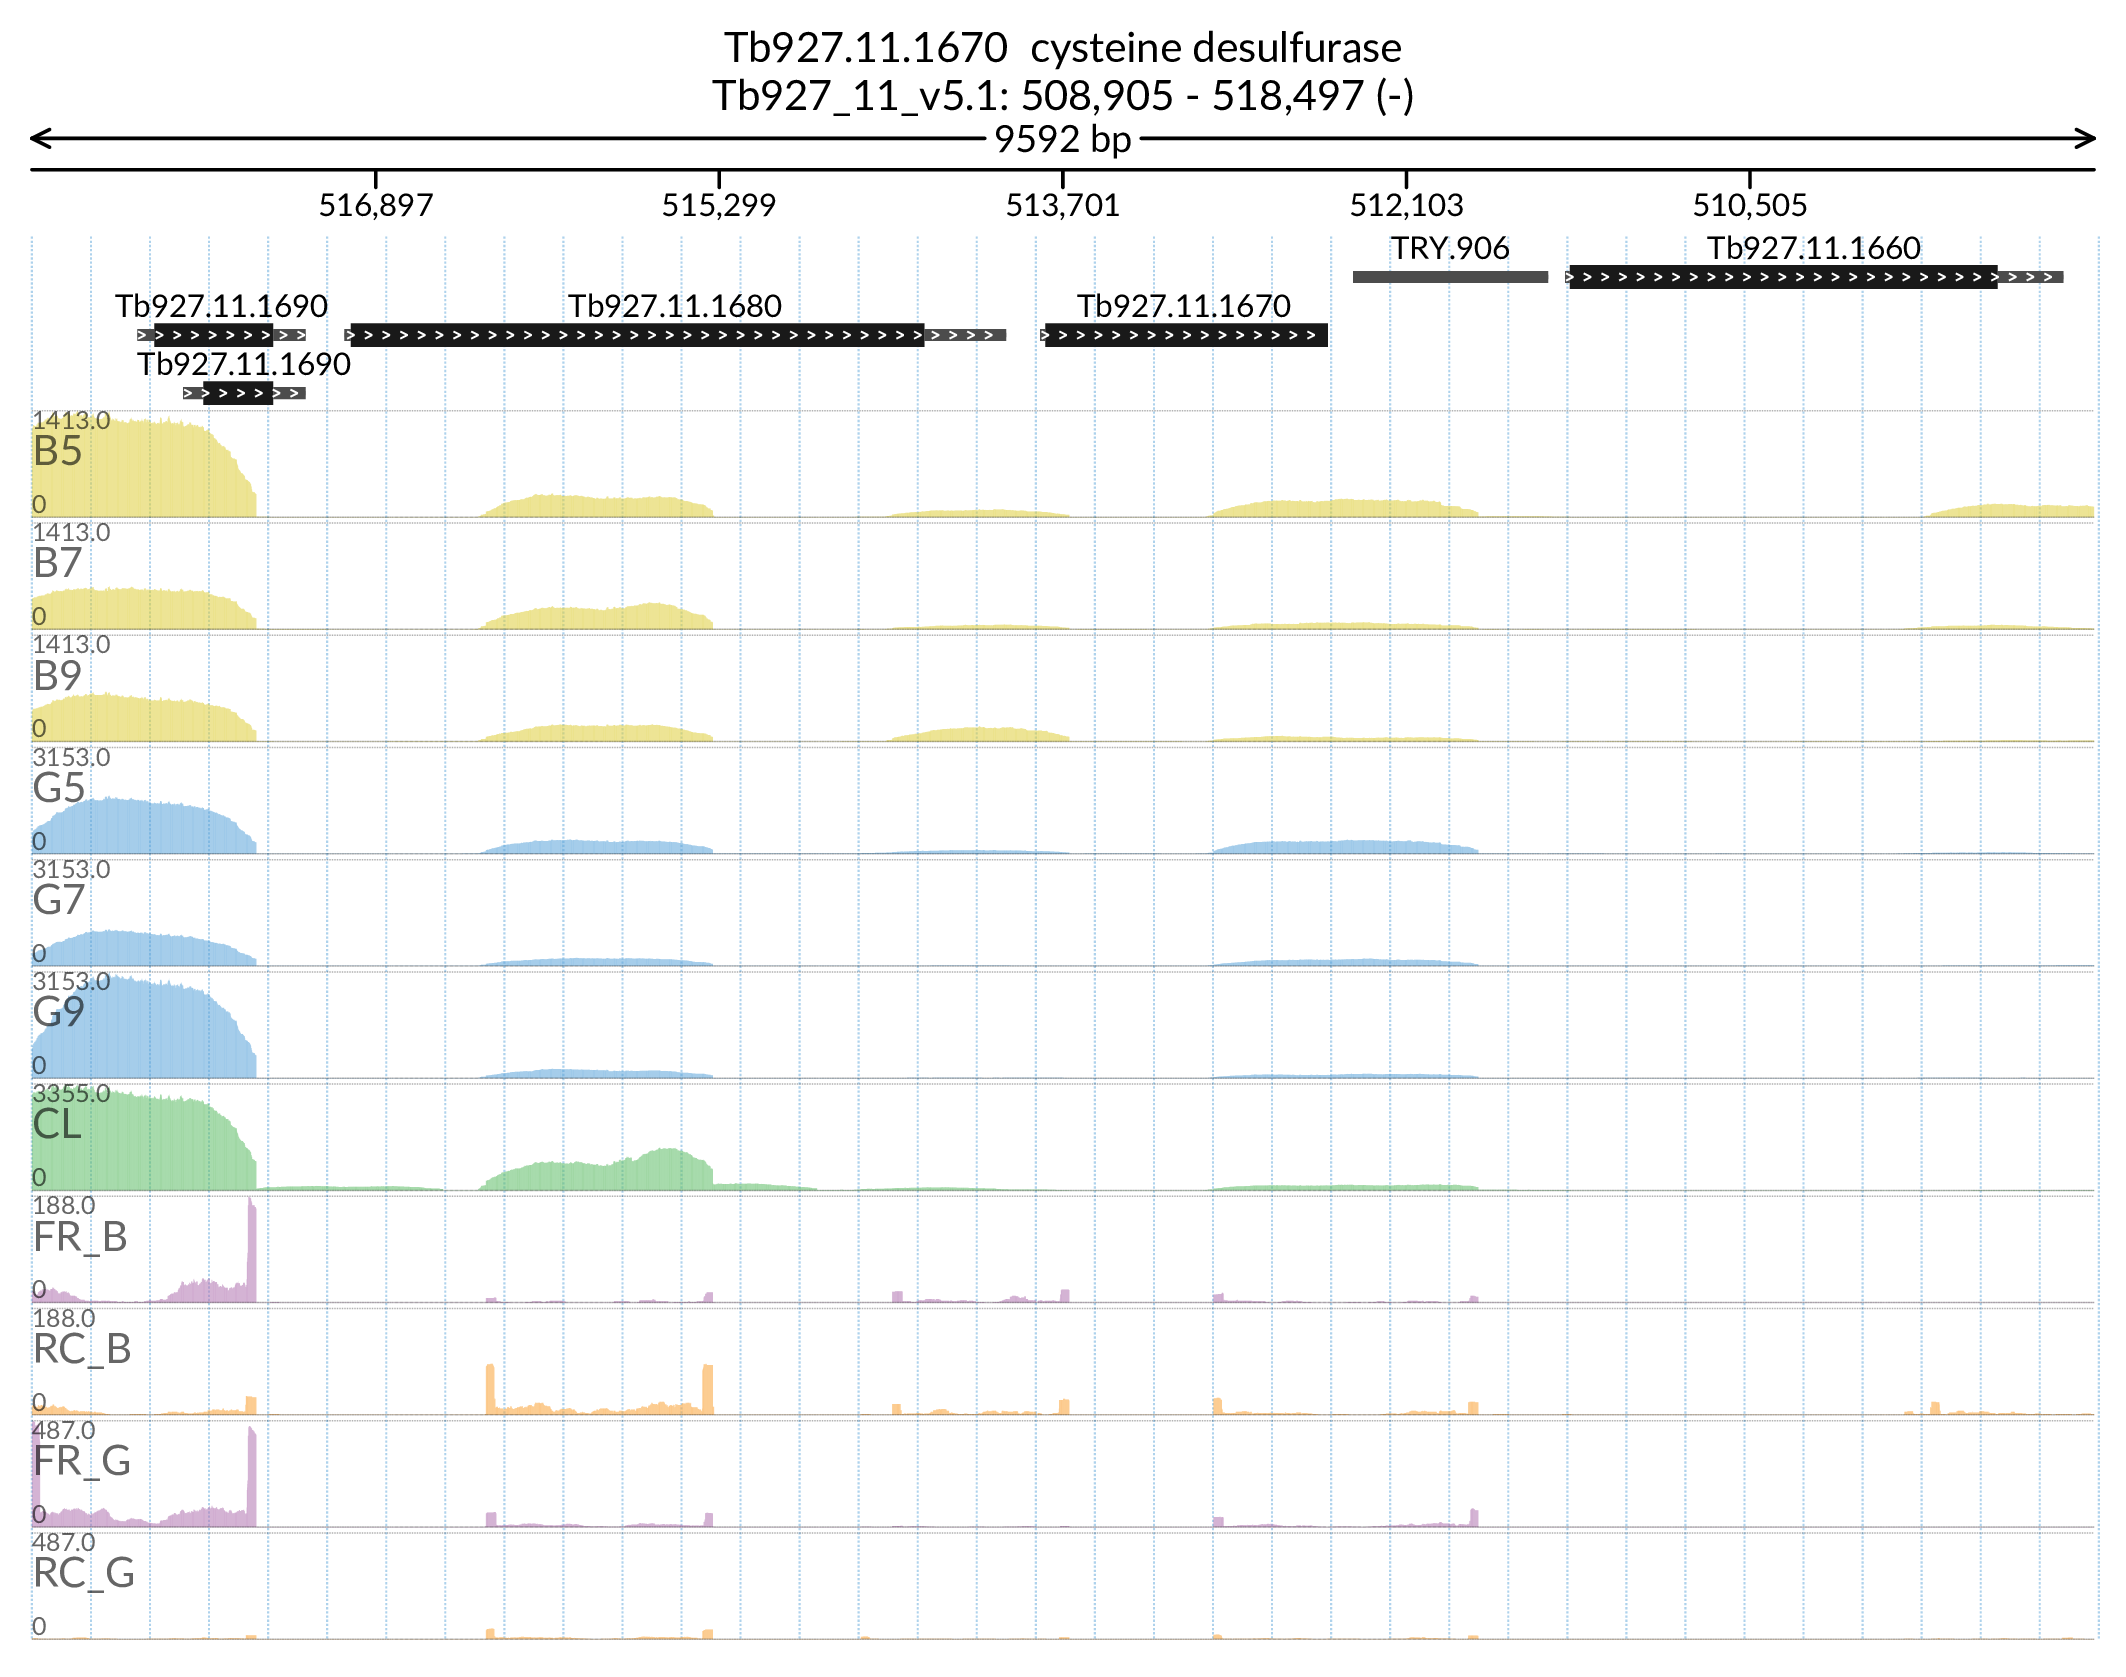 Tb927.11.1670 cysteine desulfurase
Tb927_11_v5.1: 508,905 - 518,497 (-)
9592 bp
516,897 515,299 513,701 512,103 510,505
TRY.906 Tb927.11.1660
Tb927.11.1690 Tb927.11.1680 Tb927.11.1670
Tb927.11.1690
1413.0
B5
0
1413.0
B7
0
1413.0
B9
0
3153.0
G5
0
3153.0
G7
0
3153.0
G9
0
3355.0
CL
0
188.0
FR_B
0
188.0
RC_B
0
487.0
FR_G
0
487.0
RC_G
0